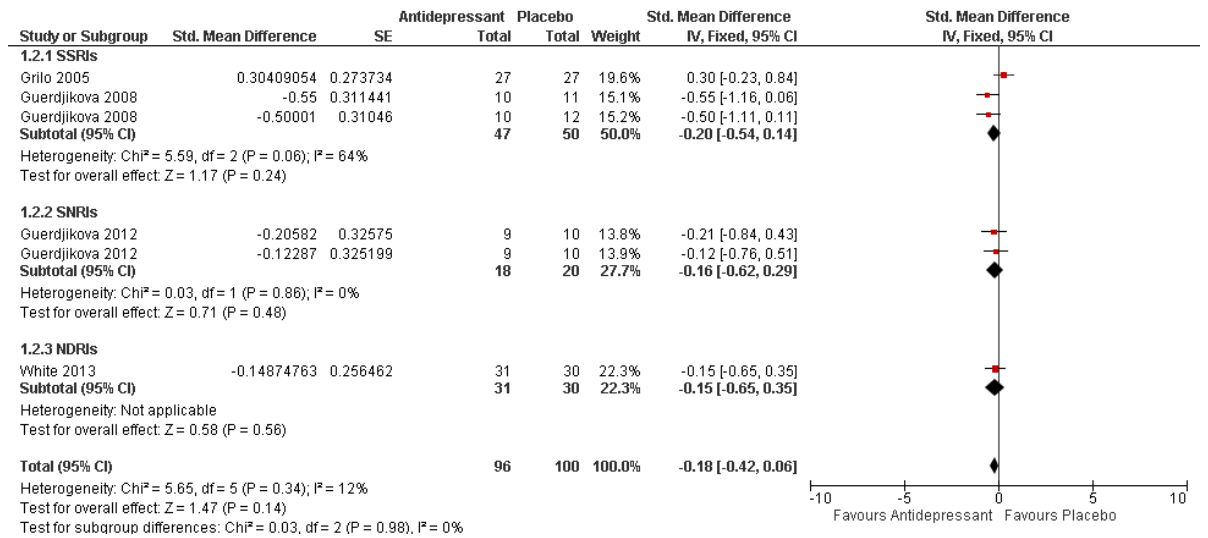 Antidepressant Placebo Std. Mean Difference Std. Mean Difference
Study or Subgroup Std. Mean Difference SE Total Total Weight IV, Fixed, 95% CI IV, Fixed, 95% CI
1.2.1 SSRIs
Grilo 2005 0.30409054 0.273734 27 27 19.6% 0.30 [-0.23, 0.84]
Guerdjikova 2008 -0.55 0.311441 10 11 15.1% -0.55 [-1.16, 0.06]
Guerdjikova 2008 -0.50001 0.31046 10 12 15.2% -0.50 [-1.11, 0.11]
Subtotal (95% CI) 47 50 50.0% -0.20 [-0.54, 0.14]
Heterogeneity: Chi² = 5.59, df = 2 (P = 0.06); I² = 64%
Test for overall effect: Z = 1.17 (P = 0.24)
1.2.2 SNRIs
Guerdjikova 2012 -0.20582 0.32575 9 10 13.8% -0.21 [-0.84, 0.43]
Guerdjikova 2012 -0.12287 0.325199 9 10 13.9% -0.12 [-0.76, 0.51]
Subtotal (95% CI) 18 20 27.7% -0.16 [-0.62, 0.29]
Heterogeneity: Chi² = 0.03, df = 1 (P = 0.86); I² = 0%
Test for overall effect: Z = 0.71 (P = 0.48)
1.2.3 NDRIs
White 2013 -0.14874763 0.256462 31 30 22.3% -0.15 [-0.65, 0.35]
Subtotal (95% CI) 31 30 22.3% -0.15 [-0.65, 0.35]
Heterogeneity: Not applicable
Test for overall effect: Z = 0.58 (P = 0.56)
Total (95% CI) 96 100 100.0% -0.18 [-0.42, 0.06]
Heterogeneity: Chi² = 5.65, df = 5 (P = 0.34); I² = 12%
Test for overall effect: Z = 1.47 (P = 0.14)
Test for subgroup differences: Chi² = 0.03, df = 2 (P = 0.98), I² = 0%
-10 -5 0 5 10
Favours Antidepressant Favours Placebo